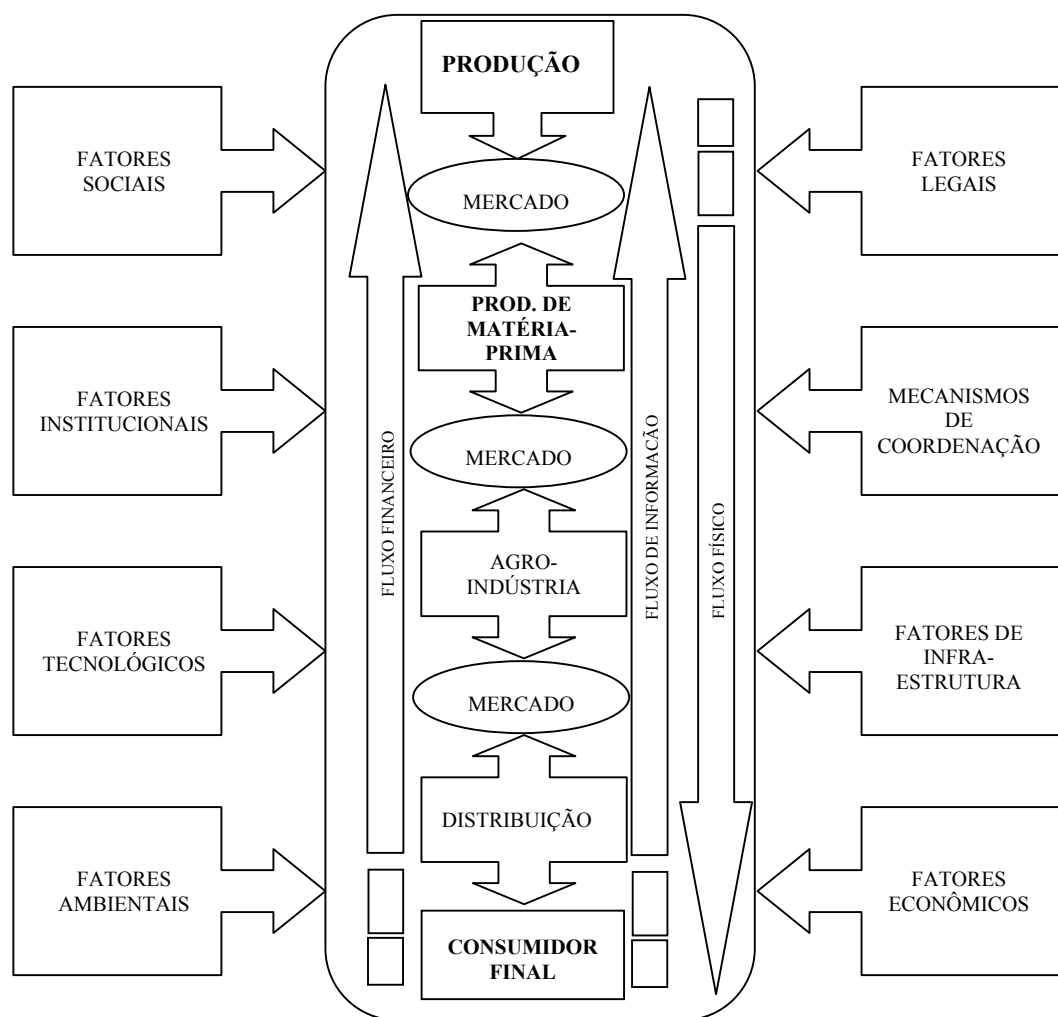 PRODUÇÃO
FATORES
SOCIAIS
MERCADO
FATORES
LEGAIS
PROD. DE
MATÉRIA-
PRIMA
FATORES
INSTITUCIONAIS
MERCADO
MECANISMOS
DE
COORDENAÇÃO
FLUXO FINANCEIRO
FLUXO DE INFORMAÇÃO
FLUXO FÍSICO
AGRO-
INDÚSTRIA
FATORES
TECNOLÓGICOS
FATORES DE
INFRA-
ESTRUTURA
MERCADO
DISTRIBUIÇÃO
FATORES
AMBIENTAIS
FATORES
ECONÔMICOS
CONSUMIDOR
FINAL